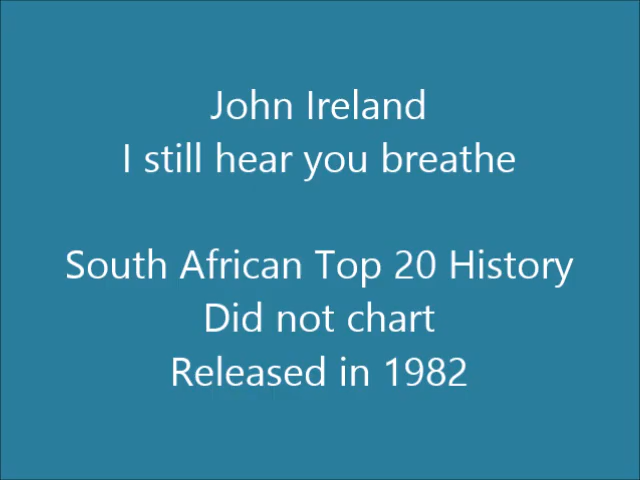 John Ireland
I still hear you breathe
South African Top 20 History
Did not chart
Released in 1982